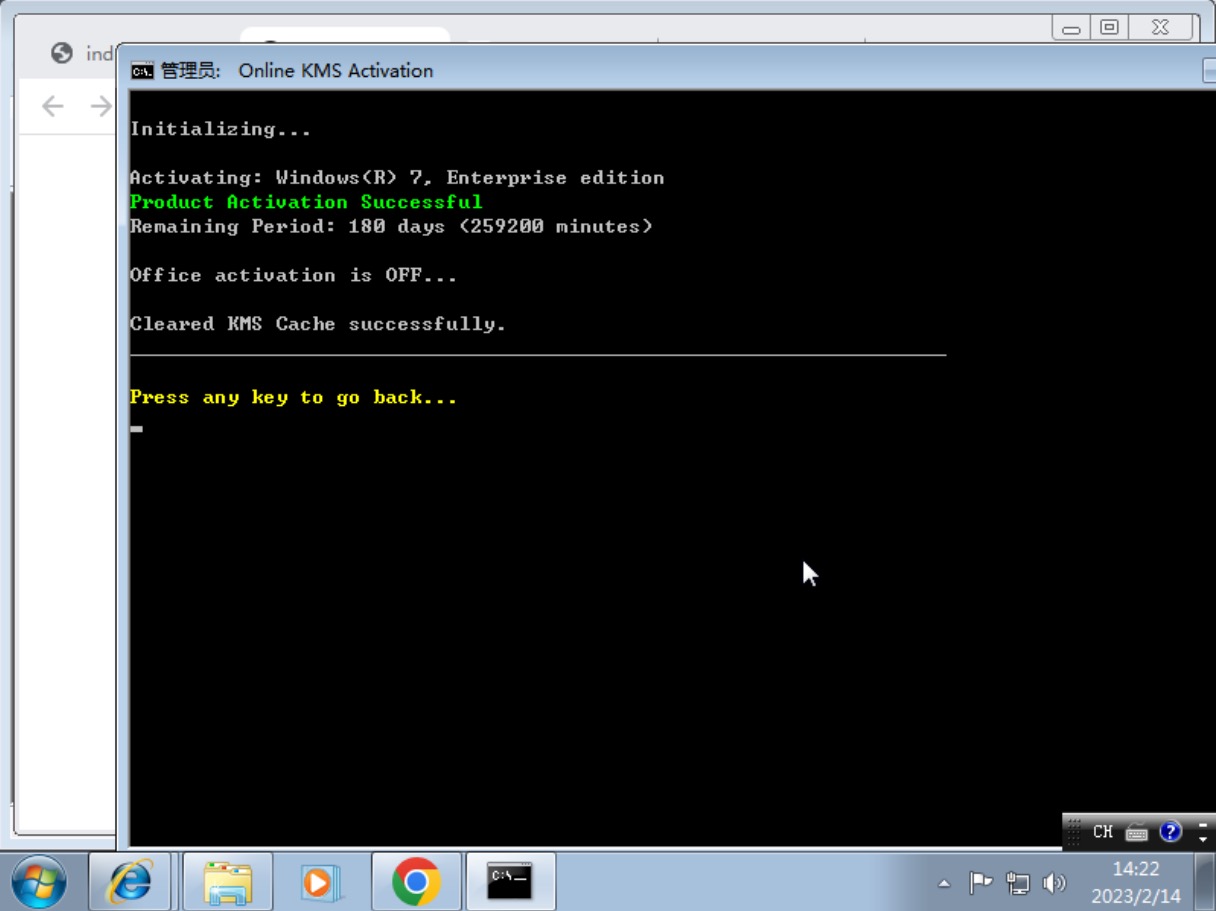 ind
管理员: Online KMS Activation
Initializing...
Activating: Windows(R) 7, Enterprise edition
Product Activation Successful
Remaining Period: 180 days (259200 minutes)
Office activation is OFF...
Cleared KMS Cache successfully.
Press any key to go back...
CH
14:22
2023/2/14